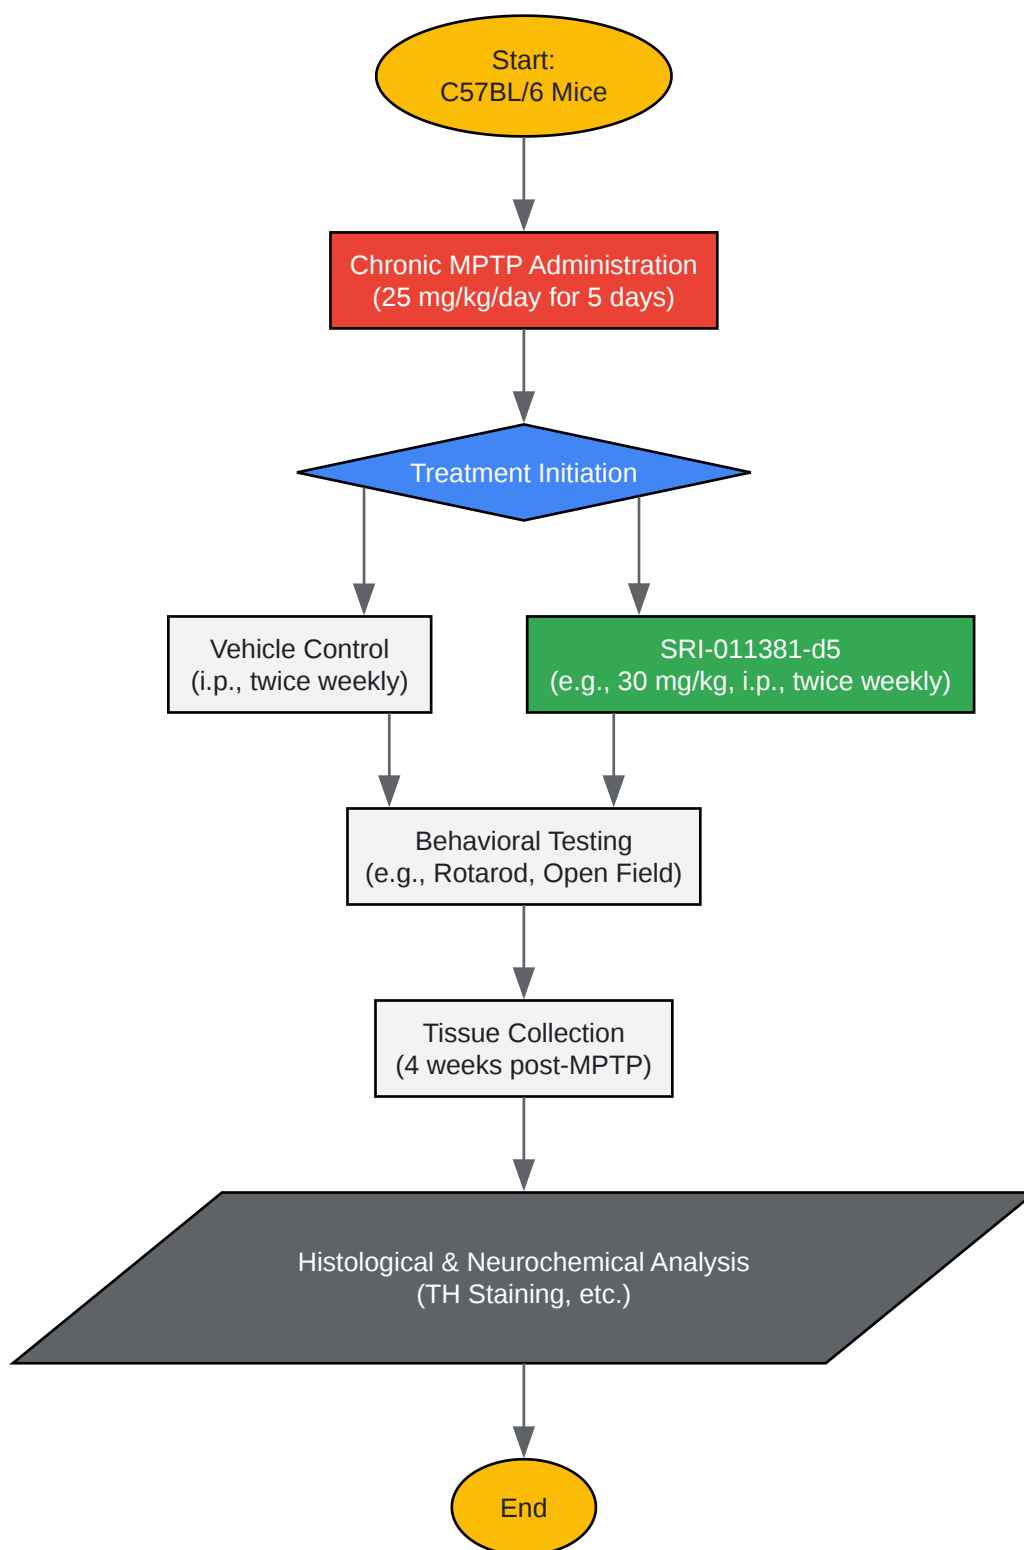 Start:
C57BL/6 Mice
Chronic MPTP Administration
(25 mg/kg/day for 5 days)
Treatment Initiation
Vehicle Control
(i.p., twice weekly)
SRI-011381-d5
(e.g., 30 mg/kg, i.p., twice weekly)
Behavioral Testing
(e.g., Rotarod, Open Field)
Tissue Collection
(4 weeks post-MPTP)
Histological & Neurochemical Analysis
(TH Staining, etc.)
End